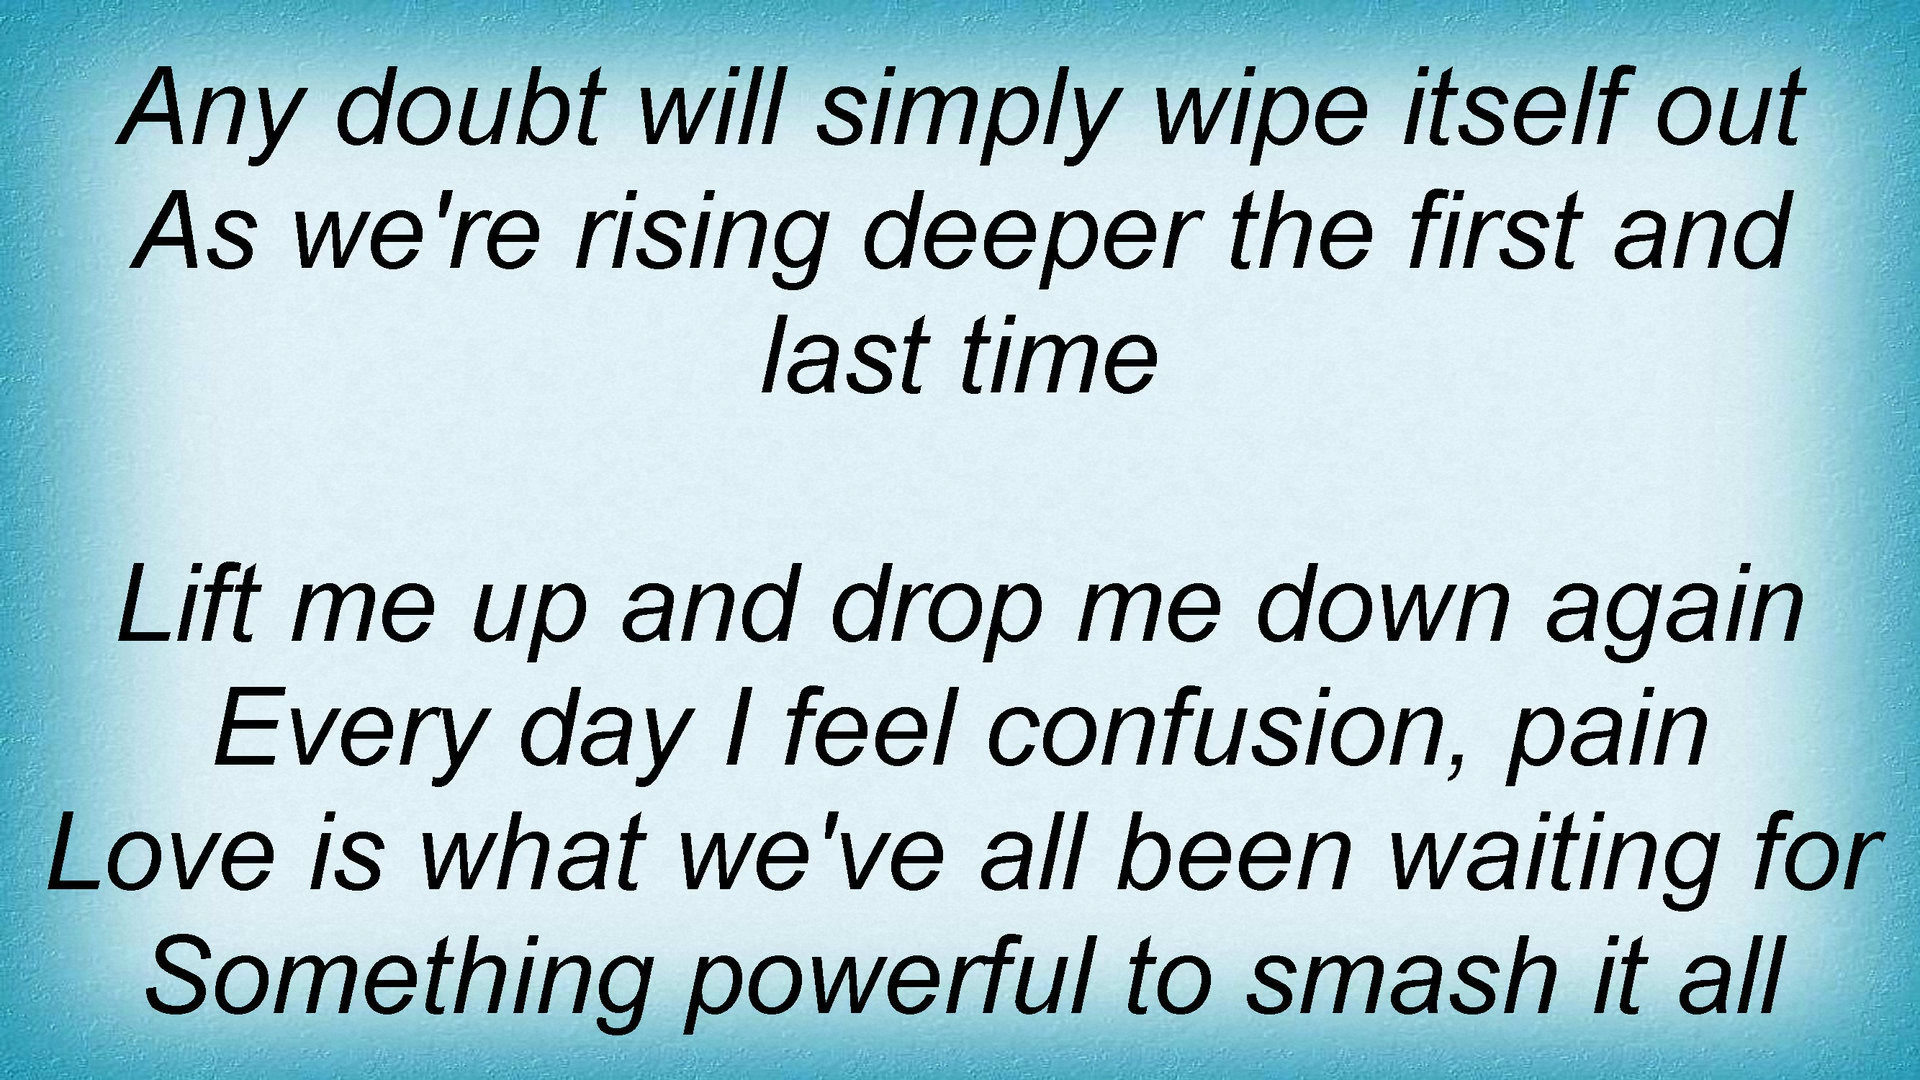 Any doubt will simply wipe itself out
As we're rising deeper the first and
last time
Lift me up and drop me down again
Every day I feel confusion, pain
Love is what we've all been waiting for
Something powerful to smash it all